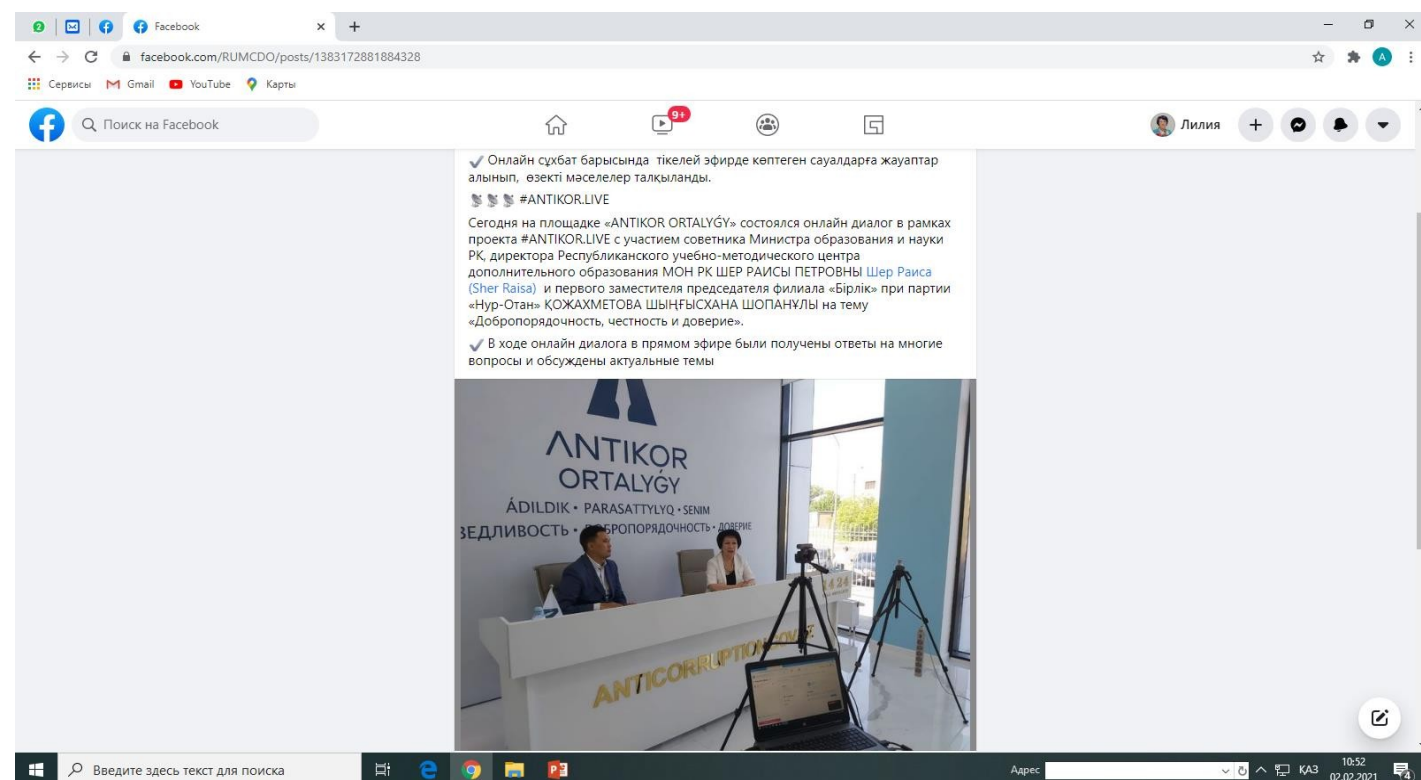 2
Facebook
facebook.com/RUMCDO/posts/1383172881884328
A
Сервисы Gmail YouTube Карты
Поиск на Facebook
9+
Лилия
Онлайн сұхбат барысында тікелей эфирде көптеген сауалдарға жауаптар
алынып, өзекті мәселелер талқыланды.
#ANTIKOR.LIVE
Сегодня на площадке «ANTIKOR ORTALYǴY» состоялся онлайн диалог в рамках
проекта #ANTIKOR.LIVE с участием советника Министра образования и науки
РК, директора Республиканского учебно-методического центра
дополнительного образования МОН РК ШЕР РАИСЫ ПЕТРОВНЫ Шер Раиса
(Sher Raisa) и первого заместителя председателя филиала «Бірлік» при партии
«Нур-Отан» ҚОЖАХМЕТОВА ШЫҢҒЫСХАНА ШОПАНҰЛЫ на тему
«Добропорядочность, честность и доверие».
В ходе онлайн диалога в прямом эфире были получены ответы на многие
вопросы и обсуждены актуальные темы
ANTIKOR
ORTALYǴY
ÁDILDIK • PARASATTYLYQ • SENIM
ВЕДЛИВОСТЬ • ДОБРОПОРЯДОЧНОСТЬ • ДОВЕРИЕ
1424
ANTICORRUPTION.GOV.KZ
Введите здесь текст для поиска
Адрес
ҚАЗ
10:52
02.02.2021
4